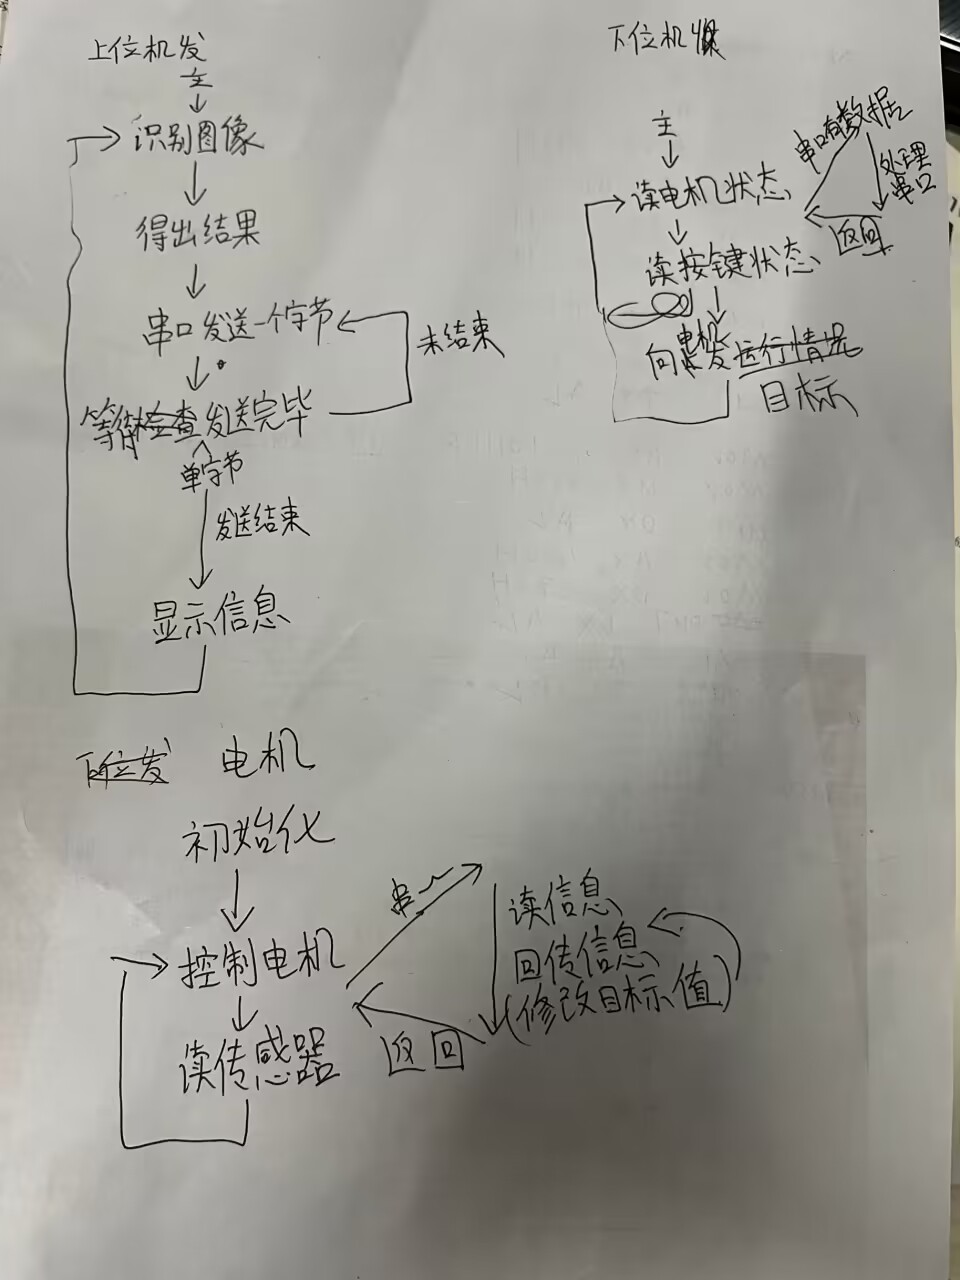 上位机发
主
识别图像
得出结果
串口发送一个字节
未结束
等待检查发送完毕
单字节
发送结束
显示信息
下位机
主
读电机状态
串口有数据
处理
串口
返回
读按键状态
电机
向 发运行情况
目标
下位发
电机
初始化
控制电机
读传感器
串口
读信息
回传信息
(修改目标值)
返回